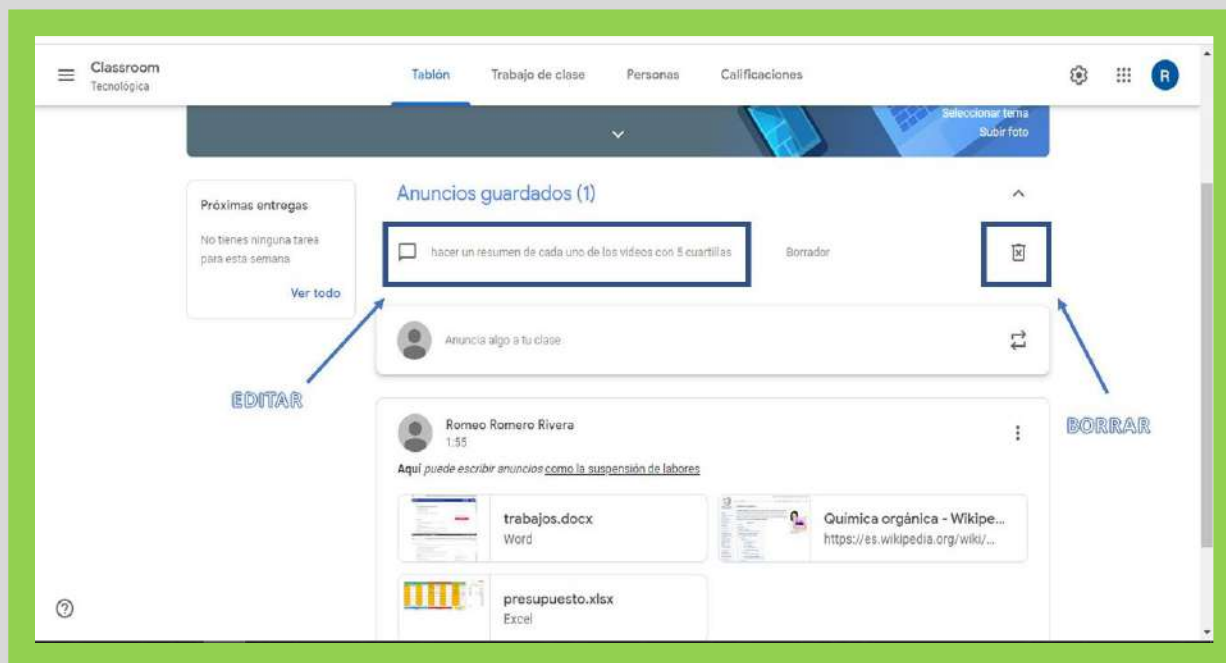 Classroom
Tecnológica
Tablón
Trabajo de clase
Personas
Calificaciones
R
Seleccionar tema
Subir foto
Próximas entregas
No tienes ninguna tarea
para esta semana
Ver todo
Anuncios guardados (1)
hacer un resumen de cada uno de los videos con 5 cuartillas
Borrador
Anuncia algo a tu clase
EDITAR
BORRAR
Romeo Romero Rivera
1:55
Aquí puede escribir anuncios como la suspensión de labores
trabajos.docx
Word
Química orgánica - Wikipe...
https://es.wikipedia.org/wiki/...
presupuesto.xlsx
Excel